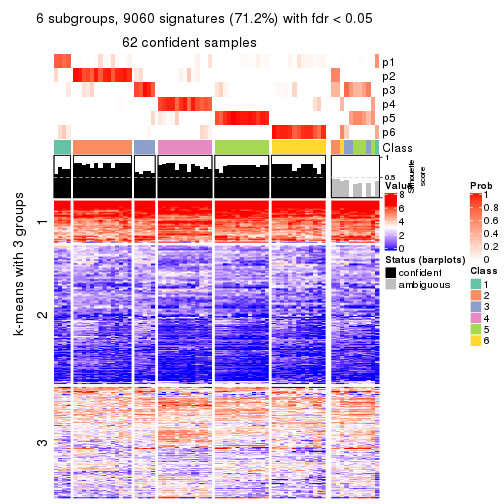 6 subgroups, 9060 signatures (71.2%) with fdr < 0.05
62 confident samples
p1
p2
p3
p4
p5
p6
Class
1
0.5
0
Silhouette
score
k-means with 3 groups
1
2
3
Value
8
6
4
2
0
Status (barplots)
confident
ambiguous
Prob
1
0.8
0.6
0.4
0.2
0
Class
1
2
3
4
5
6